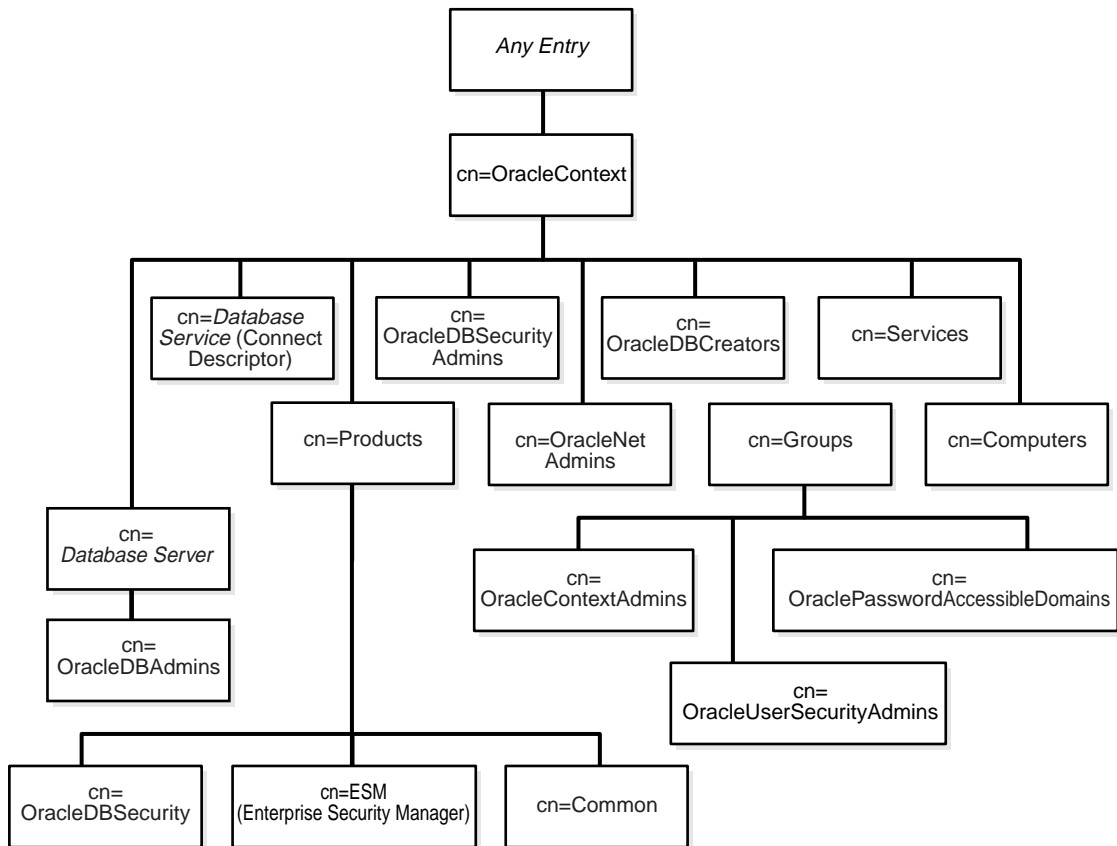 Any Entry
cn=OracleContext
cn=Database
Service (Connect
Descriptor)
cn=
OracleDBSecurity
Admins
cn=
OracleDBCreators
cn=Services
cn=Products
cn=OracleNet
Admins
cn=Groups
cn=Computers
cn=
Database Server
cn=
OracleContextAdmins
cn=
OraclePasswordAccessibleDomains
cn=
OracleDBAdmins
cn=
OracleUserSecurityAdmins
cn=
OracleDBSecurity
cn=ESM
(Enterprise Security Manager)
cn=Common